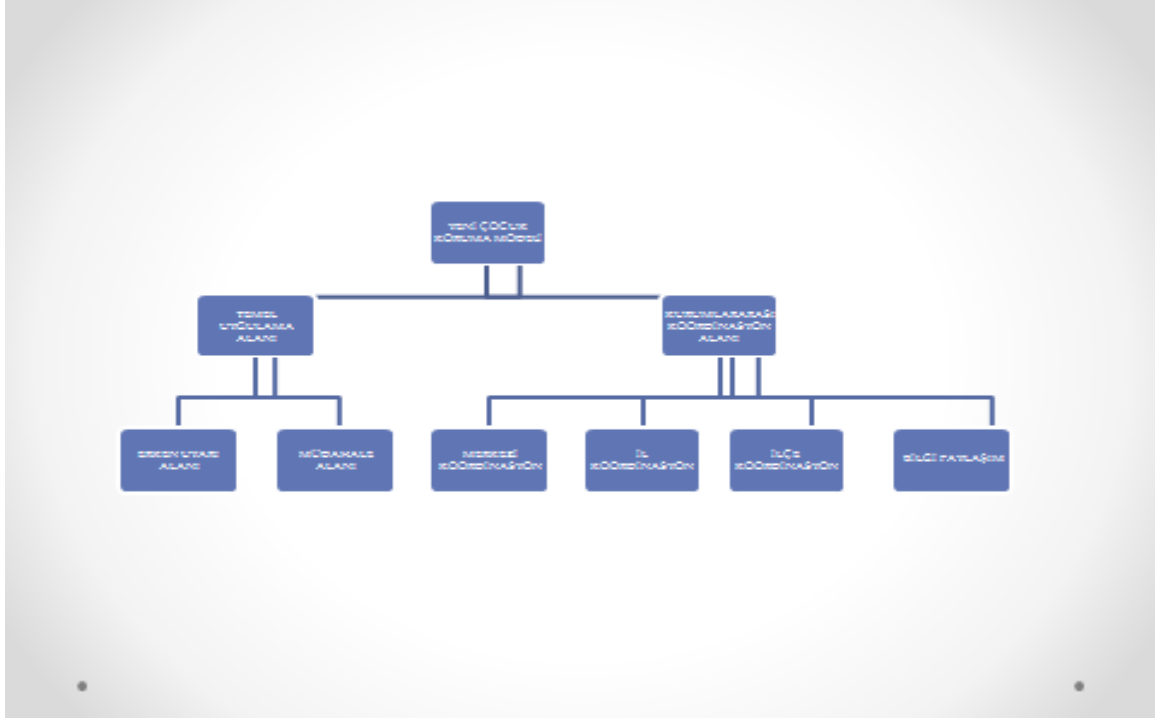 YENİ ÇOCUK
KORUMA MODELİ
TEMEL
UYGULAMA
ALANI
KURUMLARARASI
KOORDİNASYON
ALANI
ERKEN UYARI
ALANI
MÜDAHALE
ALANI
MERKEZİ
KOORDİNASYON
İL
KOORDİNASYON
İLÇE
KOORDİNASYON
BİLGİ PAYLAŞIM